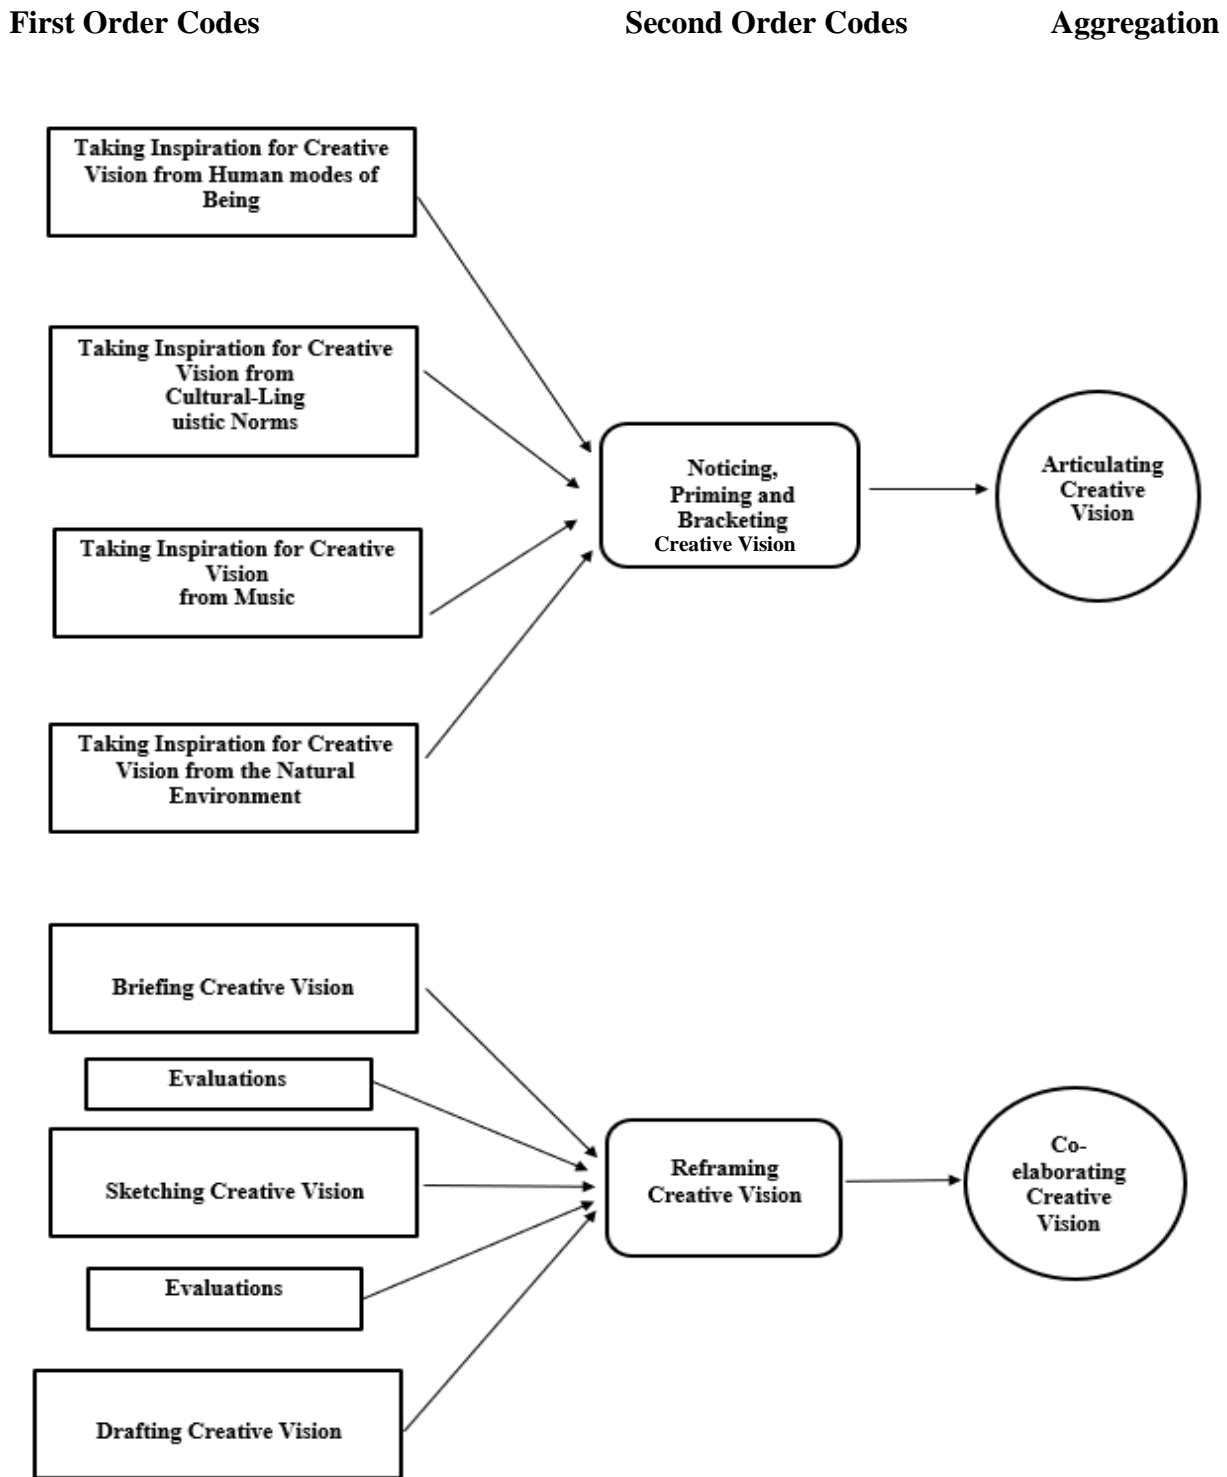 First Order Codes
Second Order Codes
Aggregation
Taking Inspiration for Creative
Vision from Human modes of
Being
Taking Inspiration for Creative
Vision from
Cultural-Ling
uistic Norms
Taking Inspiration for Creative
Vision
from Music
Taking Inspiration for Creative
Vision from the Natural
Environment
Noticing,
Priming and
Bracketing
Creative Vision
Articulating
Creative
Vision
Briefing Creative Vision
Evaluations
Sketching Creative Vision
Evaluations
Drafting Creative Vision
Reframing
Creative Vision
Co-
elaborating
Creative
Vision